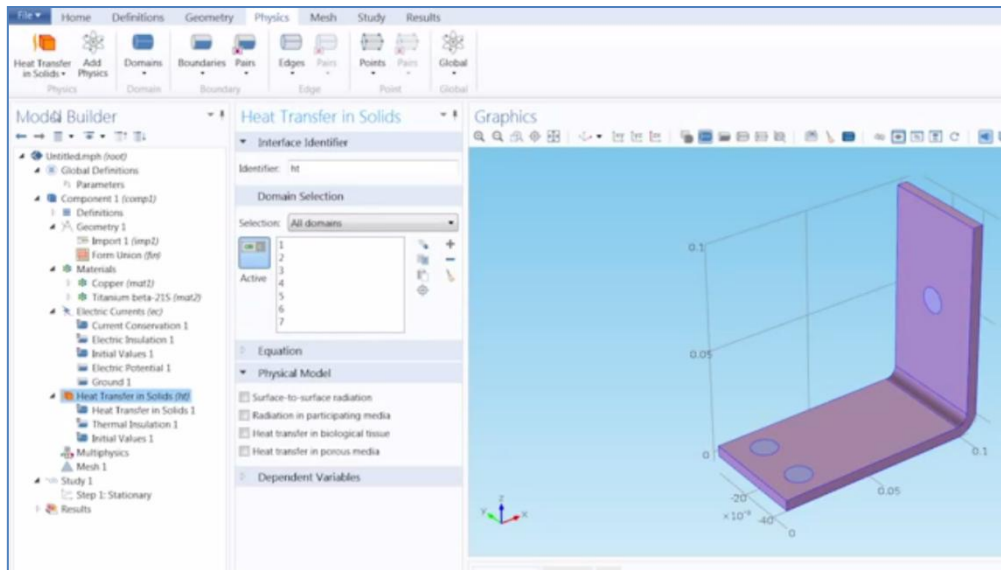 File Home Definitions Geometry Physics Mesh Study Results
Heat Transfer in Solids Add Physics Domains Boundaries Pairs Edges Pairs Points Pairs Global
Physics Domain Boundary Edge Point Global
Model Builder
Untitled.mph (root)
Global Definitions
Parameters
Component 1 (comp1)
Definitions
Geometry 1
Import 1 (imp1)
Form Union (fin)
Materials
Copper (mat1)
Titanium beta-21S (mat2)
Electric Currents (ec)
Current Conservation 1
Electric Insulation 1
Initial Values 1
Electric Potential 1
Ground 1
Heat Transfer in Solids (ht)
Heat Transfer in Solids 1
Thermal Insulation 1
Initial Values 1
Multiphysics
Mesh 1
Study 1
Step 1: Stationary
Results
Heat Transfer in Solids
Interface Identifier
Identifier: ht
Domain Selection
Selection: All domains
Active
1
2
3
4
5
6
7
Equation
Physical Model
Surface-to-surface radiation
Radiation in participating media
Heat transfer in biological tissue
Heat transfer in porous media
Dependent Variables
Graphics
0.1
0.05
0
-20
-40
0
0.05
0.1
z
y
x